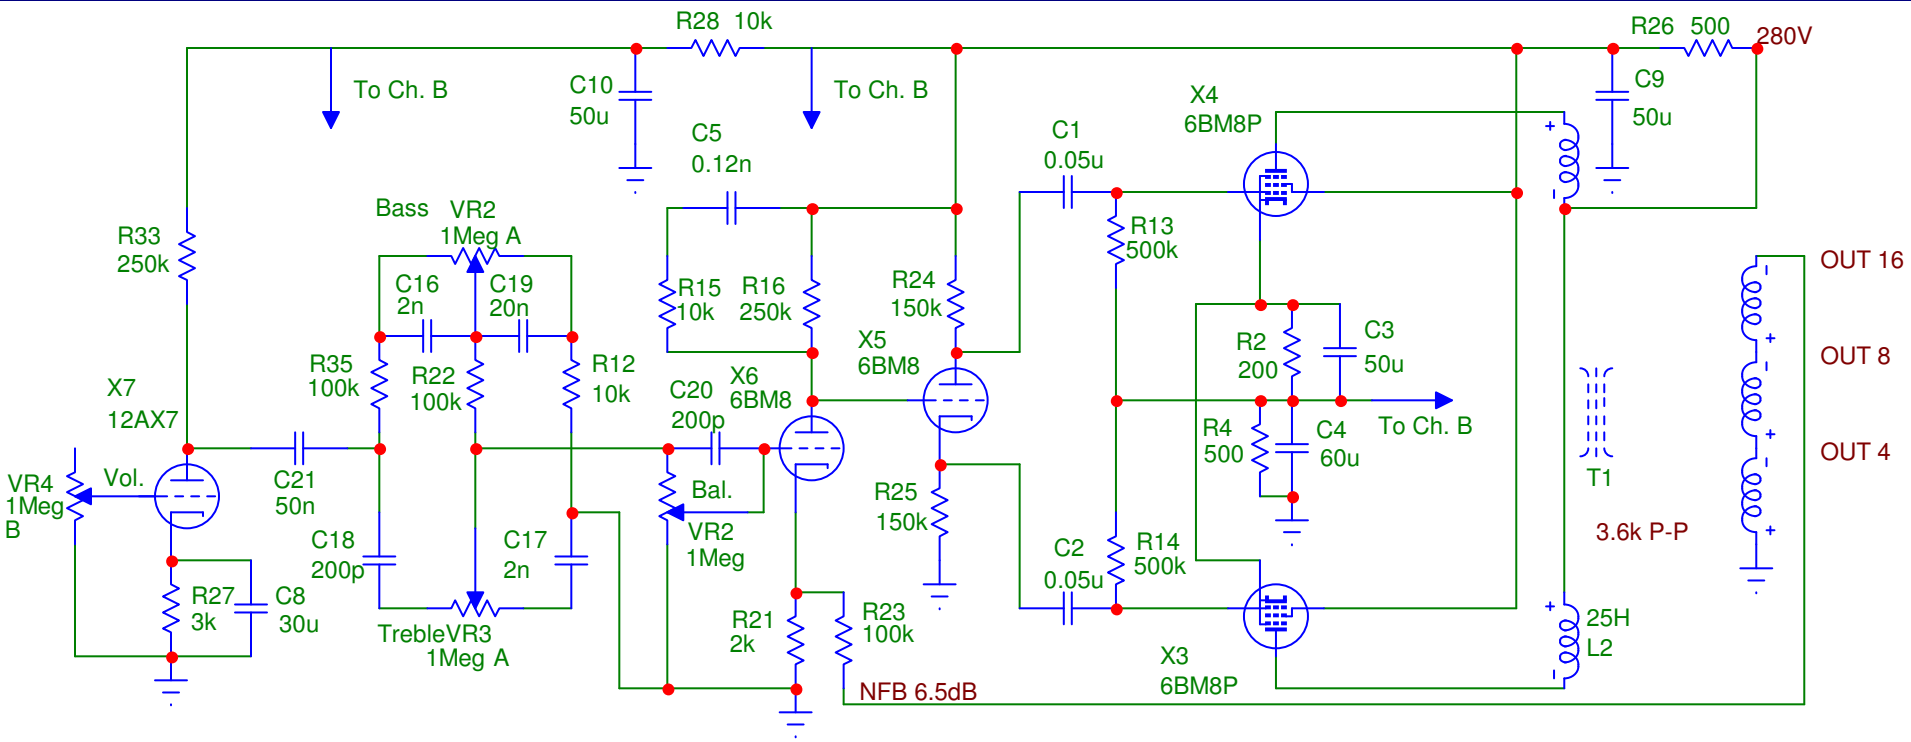 R28 10k
R26 500
280V
To Ch. B
C10
50u
To Ch. B
C9
50u
X4
6BM8P
C5
0.12n
C1
0.05u
Bass
VR2
1Meg A
R33
250k
C16
2n
C19
20n
R15
10k
R16
250k
R24
150k
R13
500k
OUT 16
R35
100k
R22
100k
R12
10k
X5
6BM8
R2
200
C3
50u
OUT 8
X7
12AX7
C20
200p
X6
6BM8
R4
500
C4
60u
To Ch. B
OUT 4
T1
VR4
1Meg
B
Vol.
C21
50n
Bal.
VR2
1Meg
R25
150k
3.6k P-P
C18
200p
C17
2n
C2
0.05u
R14
500k
R27
3k
C8
30u
TrebleVR3
1Meg A
R21
2k
R23
100k
25H
L2
X3
6BM8P
NFB 6.5dB